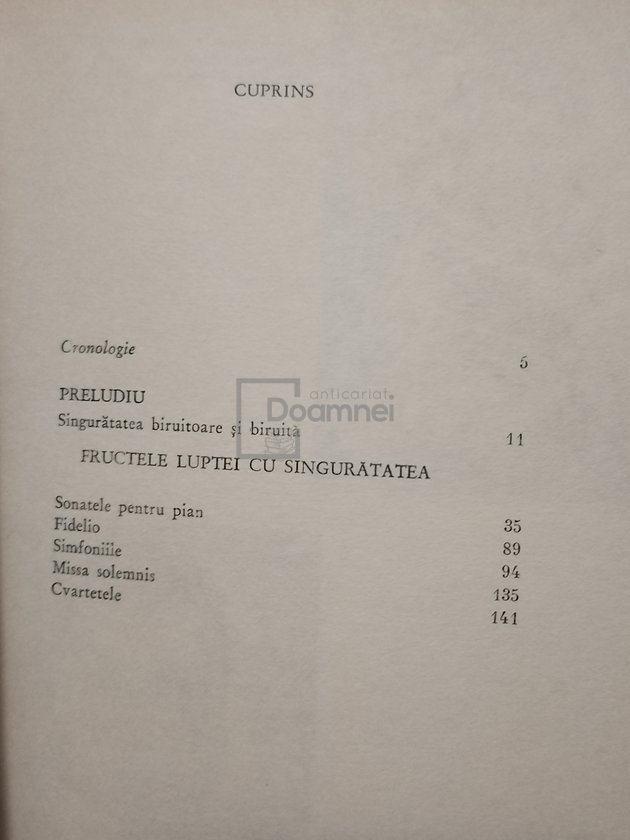 CUPRINS
Cronologie 5
PRELUDIU
anticariat
Doamnei
Singurătatea biruitoare și biruită 11
FRUCTELE LUPTEI CU SINGURĂTATEA
Sonatele pentru pian 35
Fidelio 89
Simfoniile 94
Missa solemnis 135
Cvartetele 141